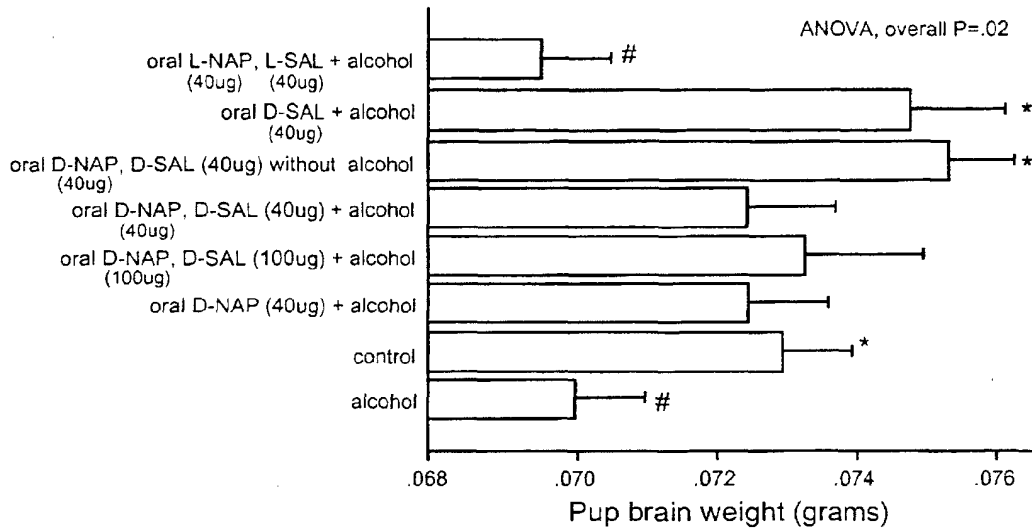 ANOVA, overall P=.02
oral L-NAP, L-SAL + alcohol
(40ug) (40ug)
#
oral D-SAL + alcohol
(40ug)
*
oral D-NAP, D-SAL (40ug) without alcohol
(40ug)
*
oral D-NAP, D-SAL (40ug) + alcohol
(40ug)
oral D-NAP, D-SAL (100ug) + alcohol
(100ug)
oral D-NAP (40ug) + alcohol
control
*
alcohol
#
.068 .070 .072 .074 .076
Pup brain weight (grams)